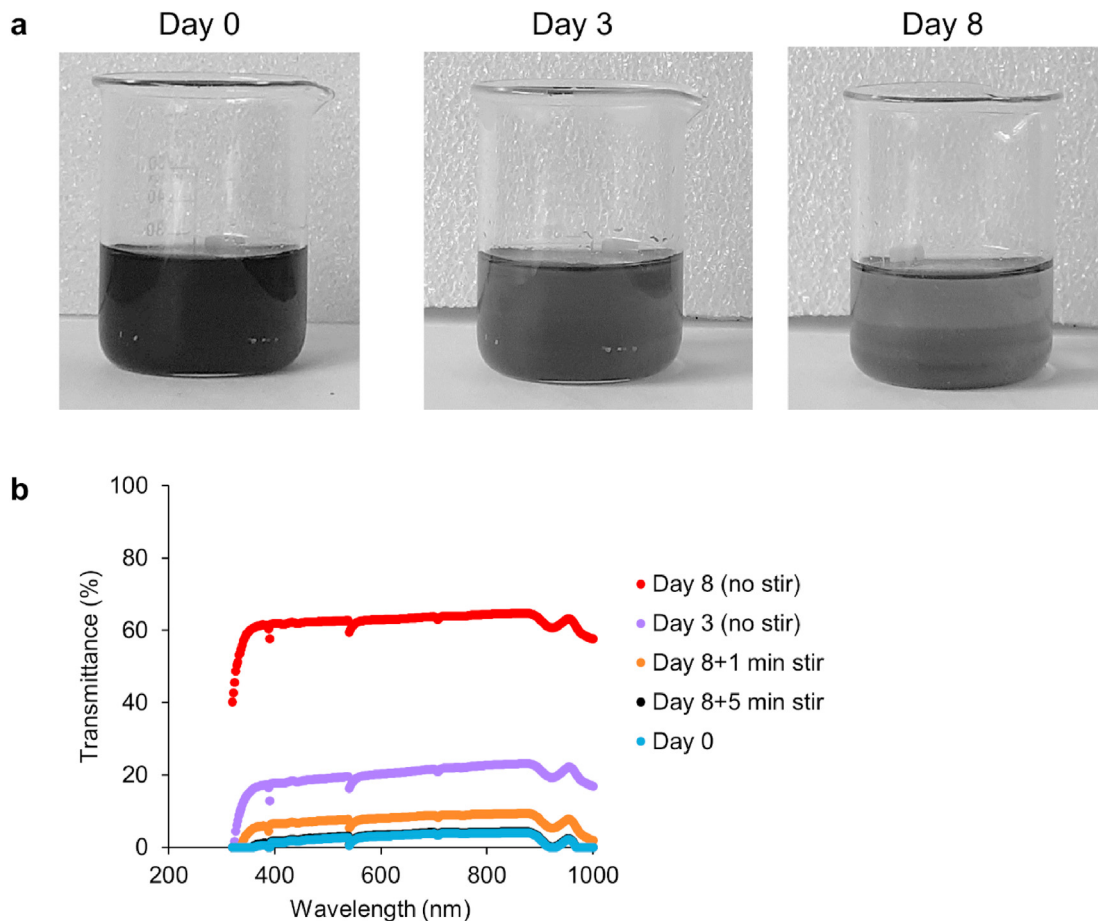 a
Day 0
Day 3
Day 8
b
100
80
60
40
20
0
Transmittance (%)
200
400
600
800
1000
Wavelength (nm)
Day 8 (no stir)
Day 3 (no stir)
Day 8+1 min stir
Day 8+5 min stir
Day 0